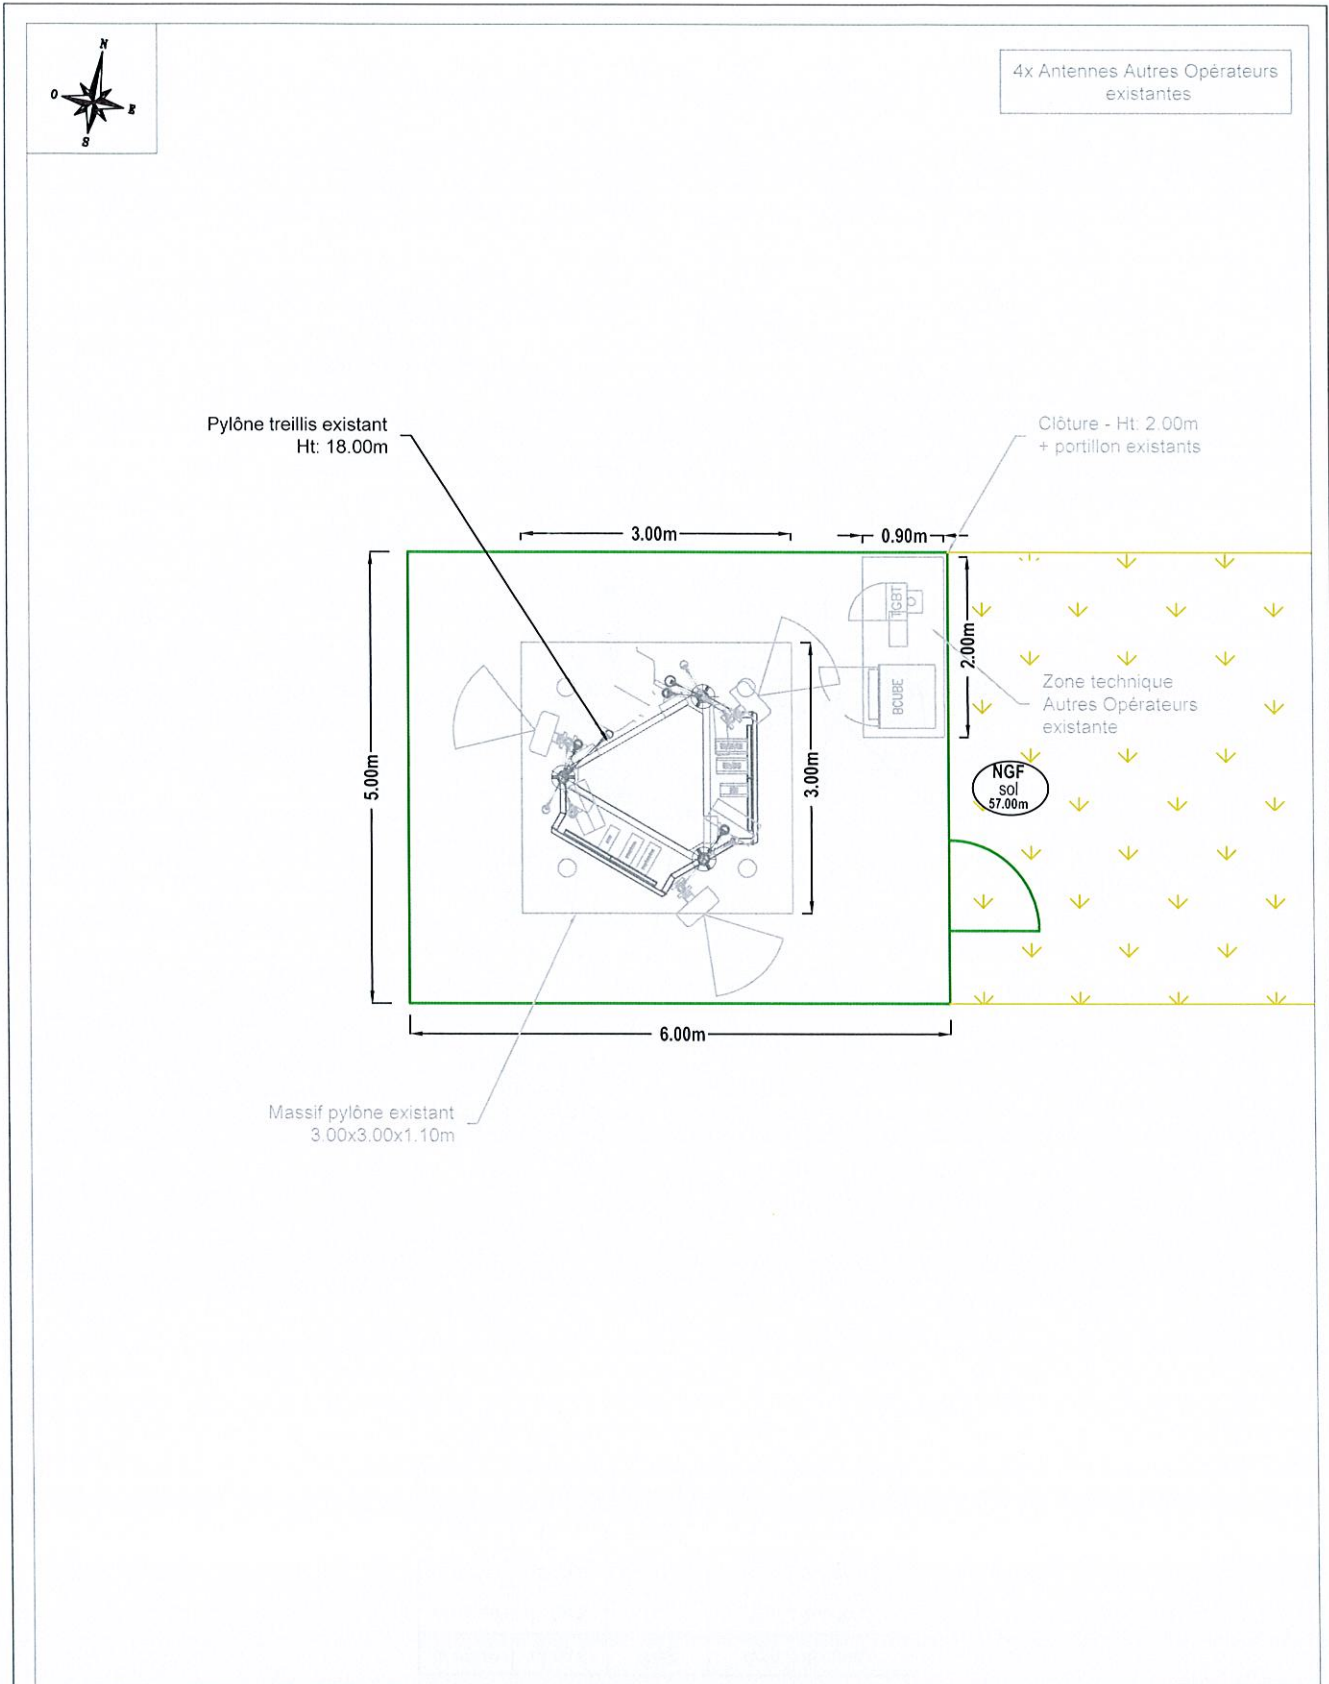 N
O
E
S
4x Antennes Autres Opérateurs
existantes
Pylône treillis existant
Ht: 18.00m
Clôture - Ht: 2.00m
+ portillon existants
3.00m
0.90m
TGBT
2.00m
BCUBE
Zone technique
Autres Opérateurs
existante
5.00m
3.00m
NGF
sol
57.00m
6.00m
Massif pylône existant
3.00x3.00x1.10m